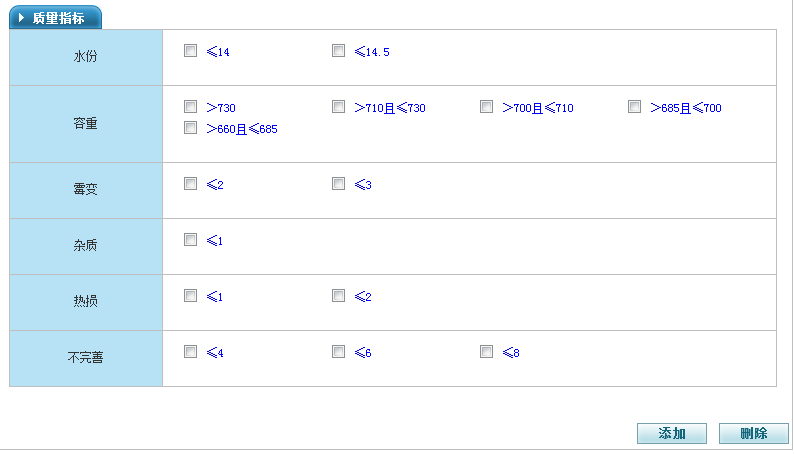 质量指标
水份 ≤14 ≤14.5
容重 >730 >710且≤730 >700且≤710 >685且≤700
>660且≤685
霉变 ≤2 ≤3
杂质 ≤1
热损 ≤1 ≤2
不完善 ≤4 ≤6 ≤8
添加 删除